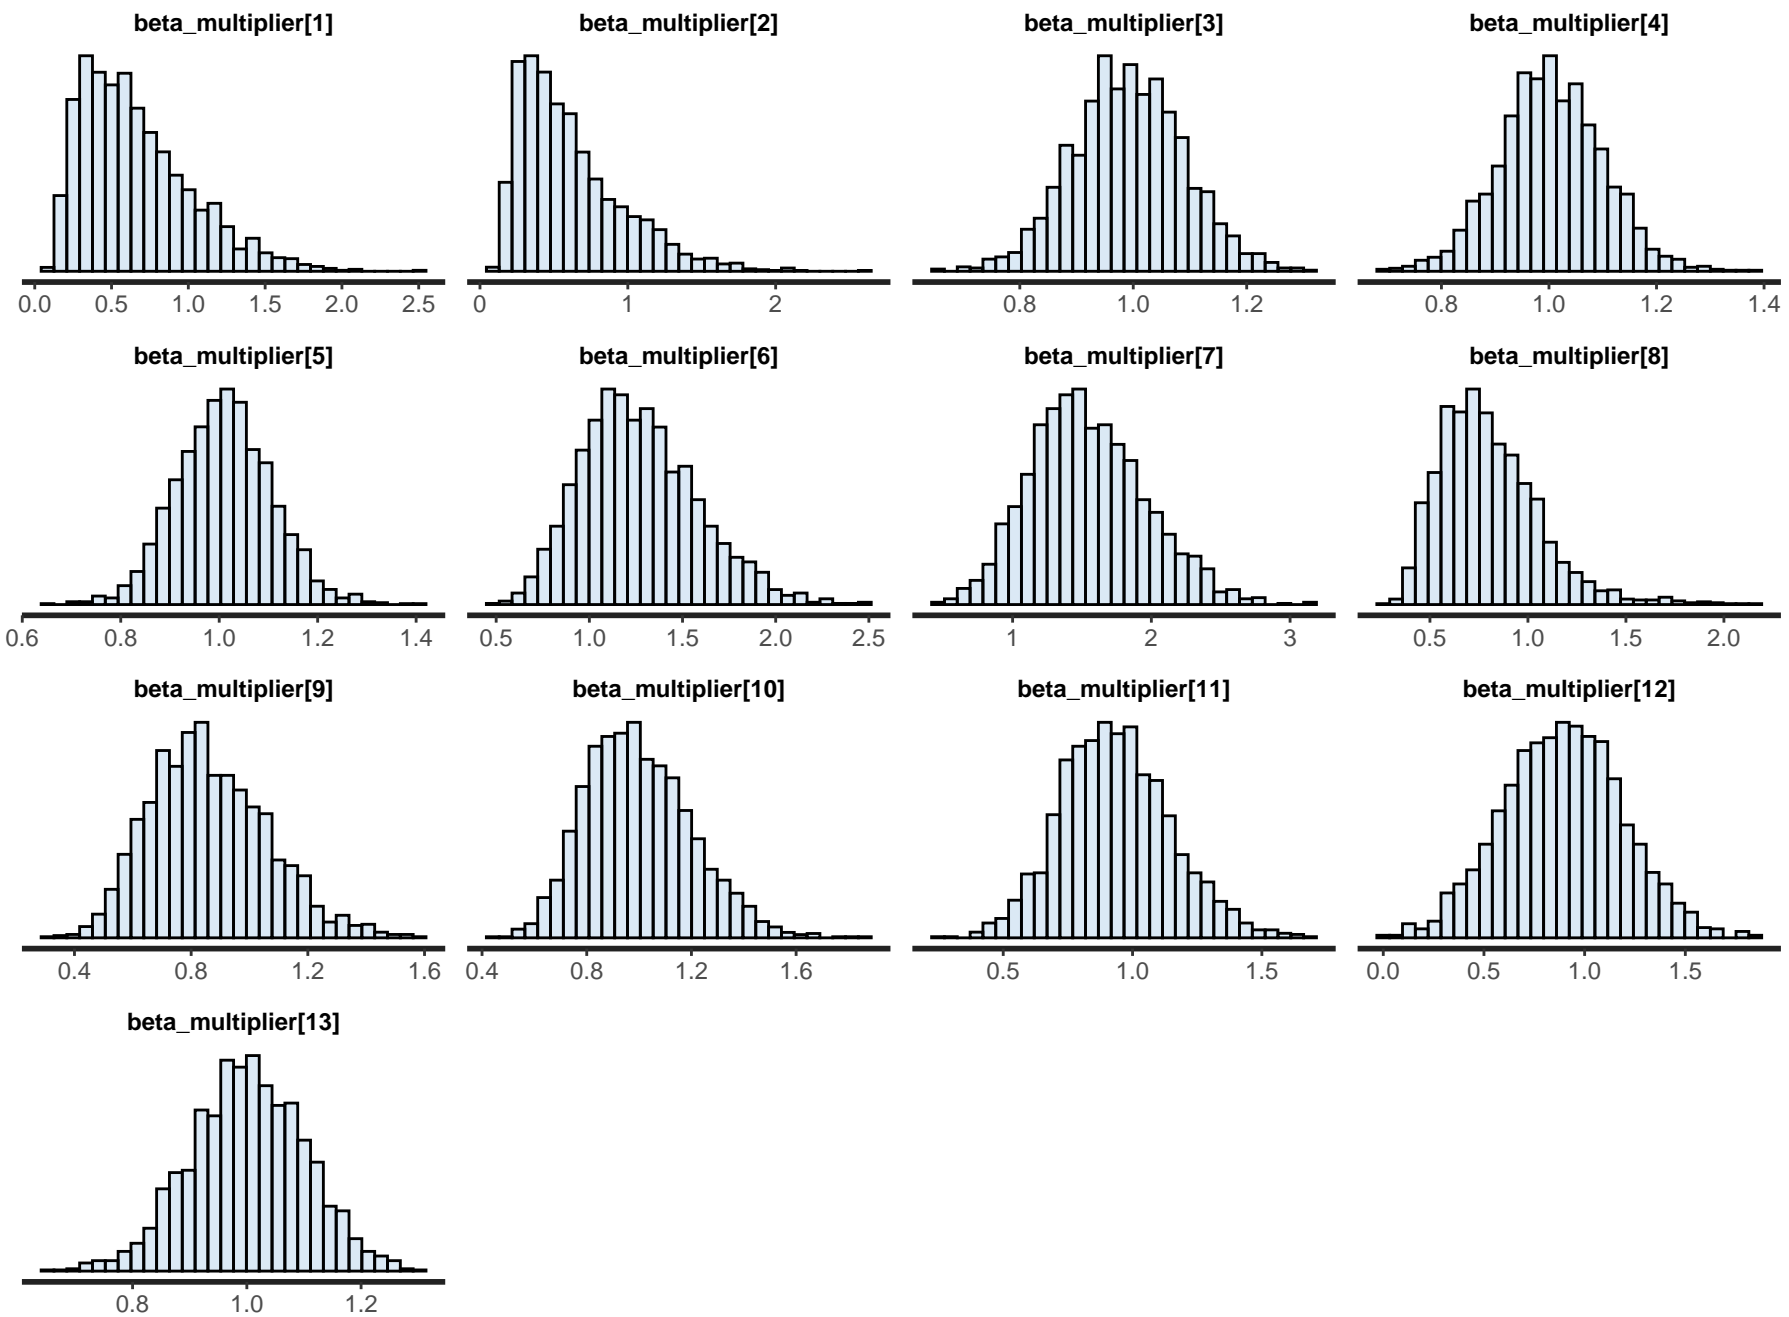 beta_multiplier[1] beta_multiplier[2] beta_multiplier[3] beta_multiplier[4]
0.0 0.5 1.0 1.5 2.0 2.5 0 1 2 0.8 1.0 1.2 0.8 1.0 1.2 1.4
beta_multiplier[5] beta_multiplier[6] beta_multiplier[7] beta_multiplier[8]
0.6 0.8 1.0 1.2 1.4 0.5 1.0 1.5 2.0 2.5 1 2 3 0.5 1.0 1.5 2.0
beta_multiplier[9] beta_multiplier[10] beta_multiplier[11] beta_multiplier[12]
0.4 0.8 1.2 1.6 0.4 0.8 1.2 1.6 0.5 1.0 1.5 0.0 0.5 1.0 1.5
beta_multiplier[13]
0.8 1.0 1.2